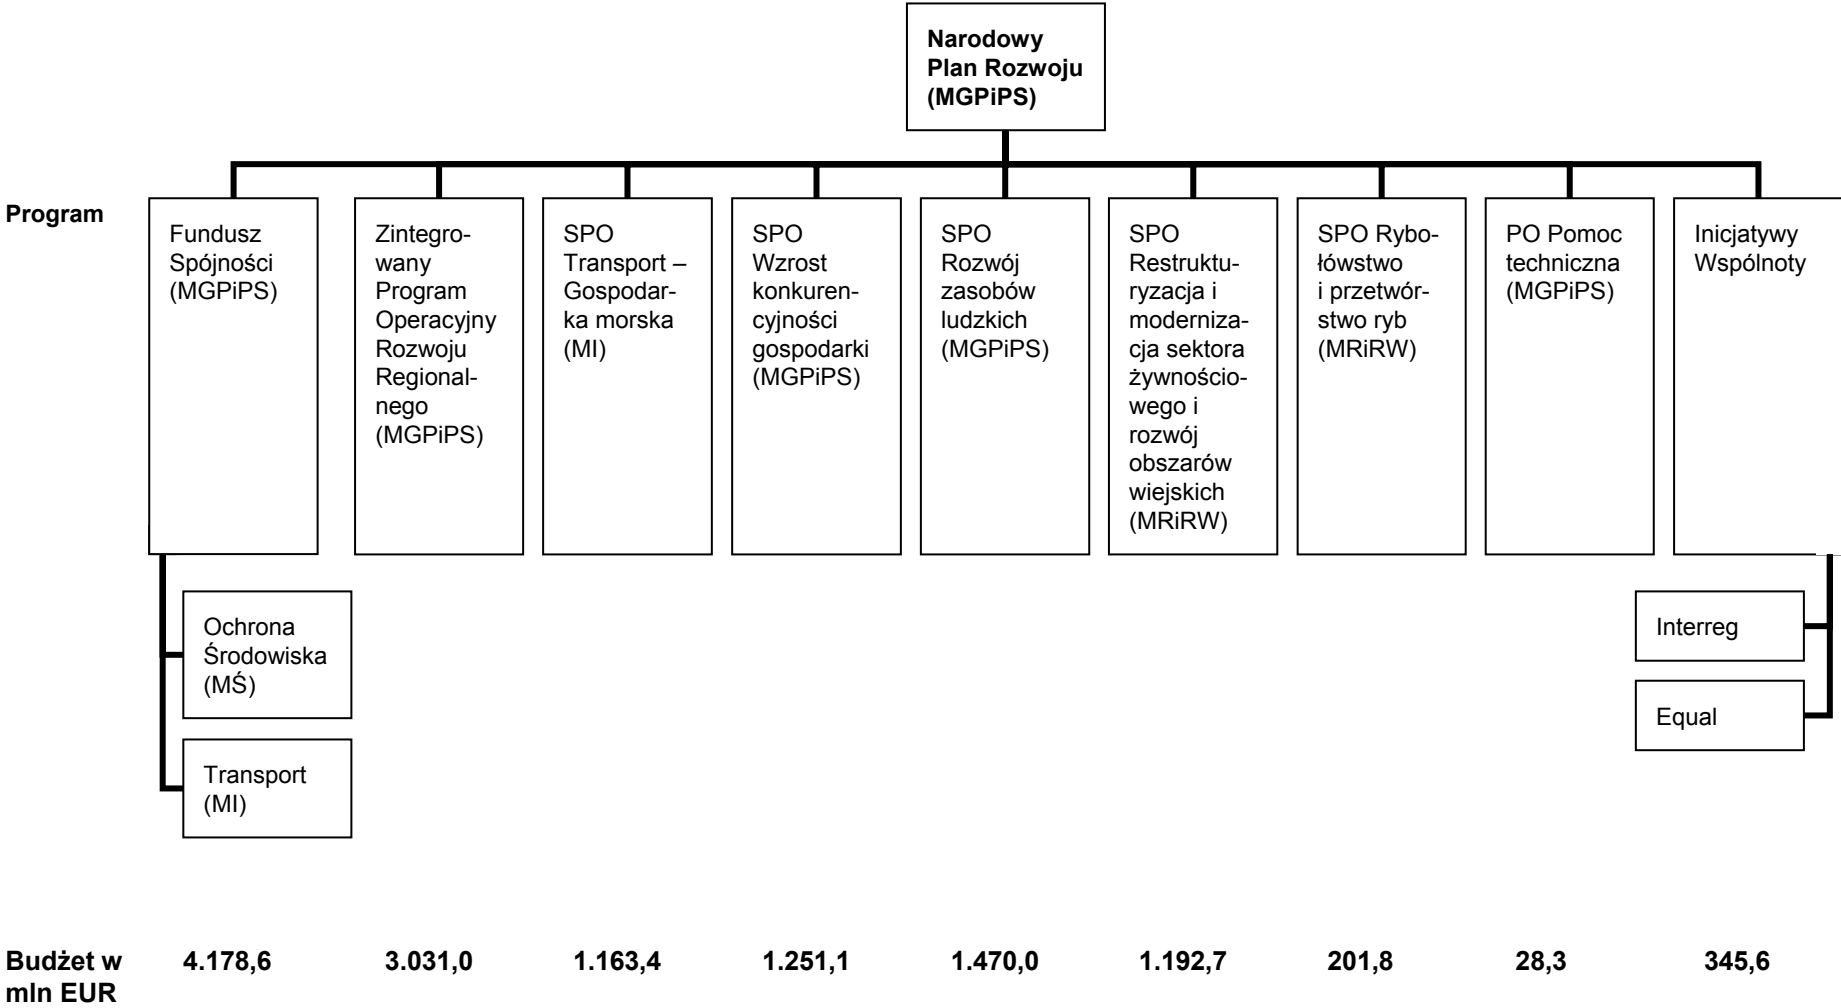 Narodowy
Plan Rozwoju
(MGPiPS)
Program
Fundusz
Spójności
(MGPiPS)
Zintegro-
wany
Program
Operacyjny
Rozwoju
Regional-
nego
(MGPiPS)
SPO
Transport –
Gospodar-
ka morska
(MI)
SPO
Wzrost
konkuren-
cyjności
gospodarki
(MGPiPS)
SPO
Rozwój
zasobów
ludzkich
(MGPiPS)
SPO
Restruktu-
ryzacja i
moderniza-
cja sektora
żywnościo-
wego i
rozwój
obszarów
wiejskich
(MRiRW)
SPO Rybo-
łówstwo
i przetwór-
stwo ryb
(MRiRW)
PO Pomoc
techniczna
(MGPiPS)
Inicjatywy
Wspólnoty
Ochrona
Środowiska
(MŚ)
Transport
(MI)
Interreg
Equal
Budżet w
mln EUR
4.178,6
3.031,0
1.163,4
1.251,1
1.470,0
1.192,7
201,8
28,3
345,6